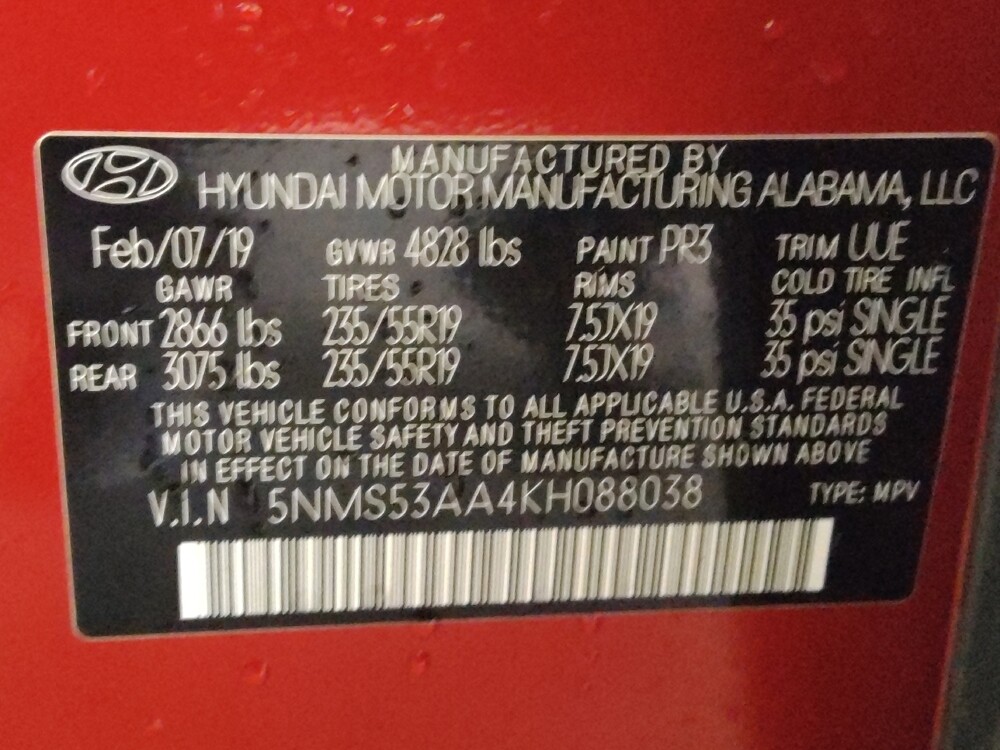 MANUFACTURED BY
HYUNDAI MOTOR MANUFACTURING ALABAMA, LLC
Feb/07/19 GVWR 4828 lbs PAINT PR3 TRIM UUE
GAWR TIRES RIMS COLD TIRE INFL
FRONT 2866 lbs 235/55R19 7.5JX19 35 psi SINGLE
REAR 3075 lbs 235/55R19 7.5JX19 35 psi SINGLE
THIS VEHICLE CONFORMS TO ALL APPLICABLE U.S.A. FEDERAL
MOTOR VEHICLE SAFETY AND THEFT PREVENTION STANDARDS
IN EFFECT ON THE DATE OF MANUFACTURE SHOWN ABOVE
V.I.N 5NMS53AA4KH088038 TYPE: MPV